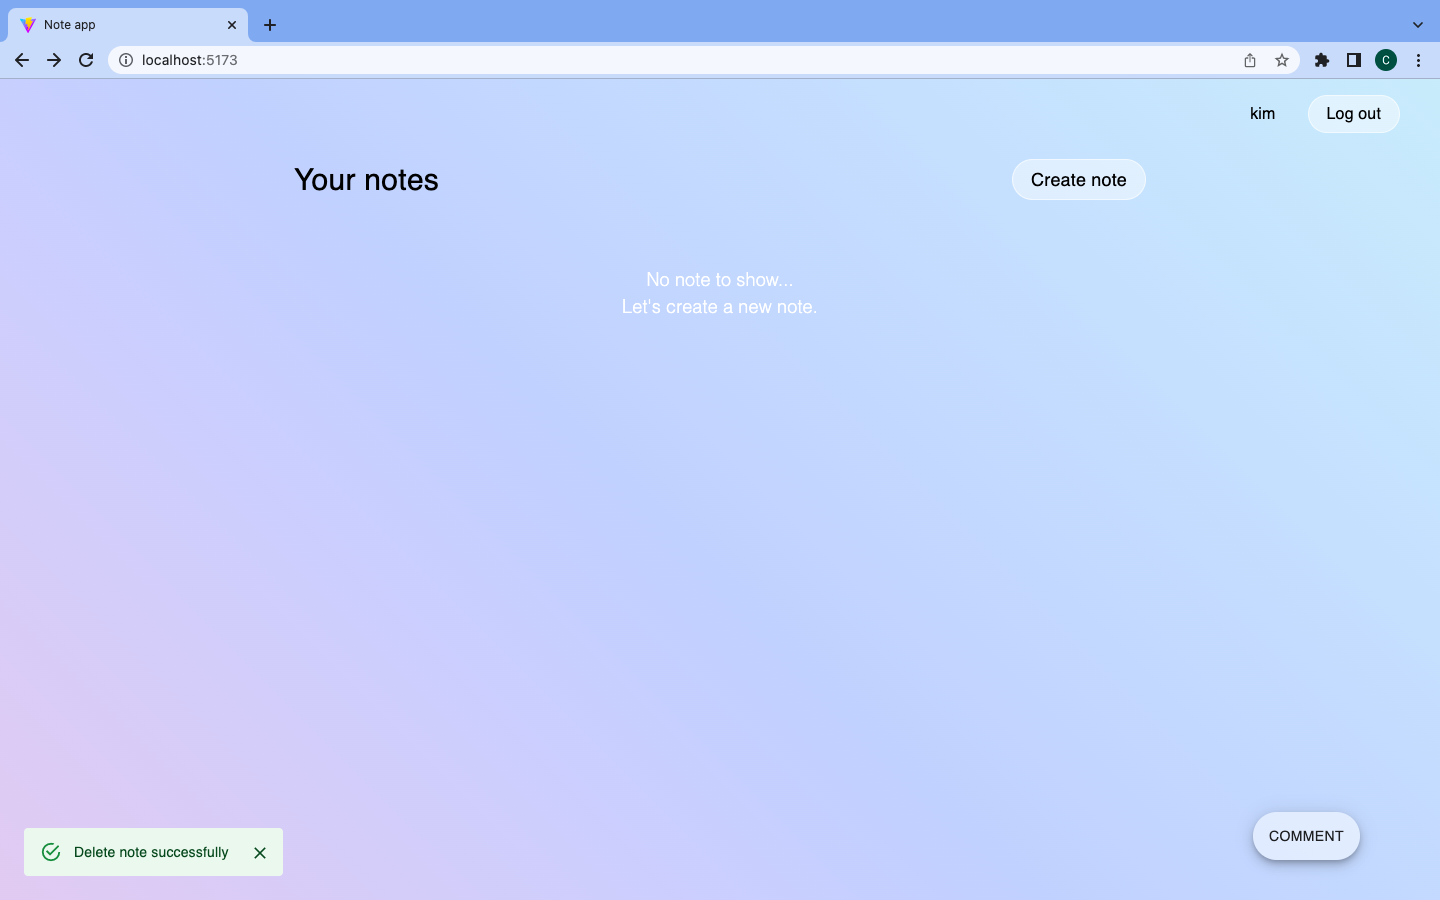 Note app
localhost:5173
C
kim
Log out
Your notes
Create note
No note to show...
Let's create a new note.
COMMENT
Delete note successfully